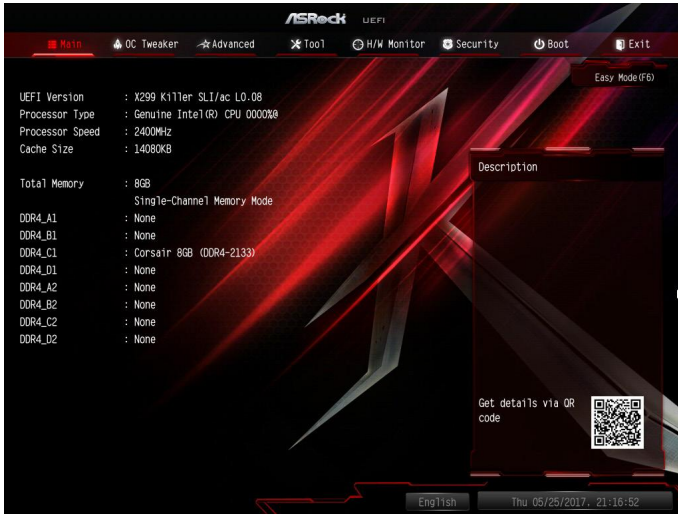 ASRock UEFI
Main OC Tweaker Advanced Tool H/W Monitor Security Boot Exit
Easy Mode(F6)
UEFI Version : X299 Killer SLI/ac L0.08
Processor Type : Genuine Intel(R) CPU 0000%@
Processor Speed : 2400MHz
Cache Size : 14080KB
Total Memory : 8GB
Single-Channel Memory Mode
DDR4_A1 : None
DDR4_B1 : None
DDR4_C1 : Corsair 8GB (DDR4-2133)
DDR4_D1 : None
DDR4_A2 : None
DDR4_B2 : None
DDR4_C2 : None
DDR4_D2 : None
Description
Get details via QR
code
English Thu 05/25/2017. 21:16:52